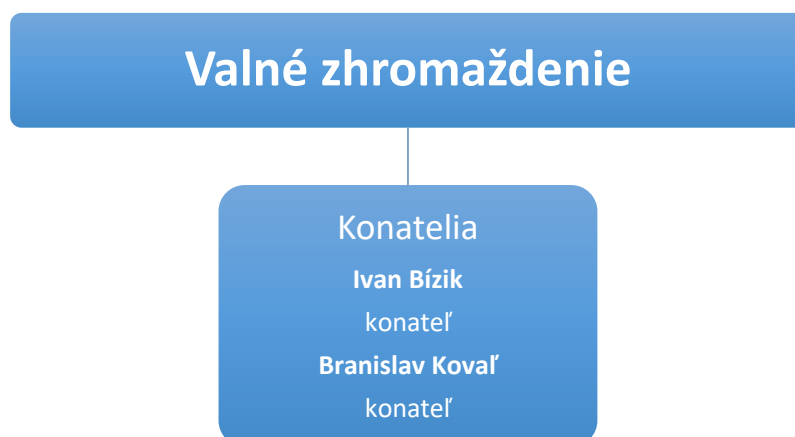 Valné zhromaždenie
Konatelia
Ivan Bízik
konateľ
Branislav Kovaľ
konateľ